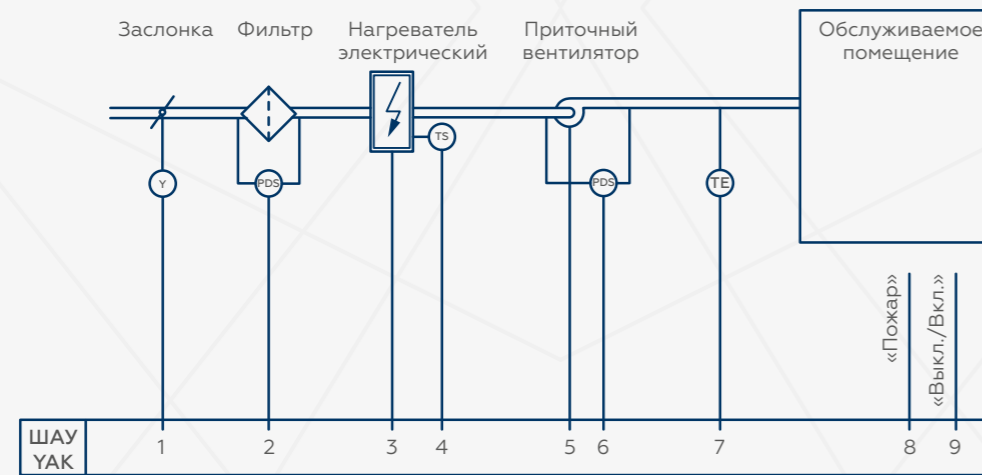 Заслонка
Фильтр
Нагреватель
электрический
Приточный
вентилятор
Обслуживаемое
помещение
TS
Y
PDS
PDS
TE
«Пожар»
«Выкл./Вкл.»
ШАУ
YAK
1
2
3
4
5
6
7
8
9